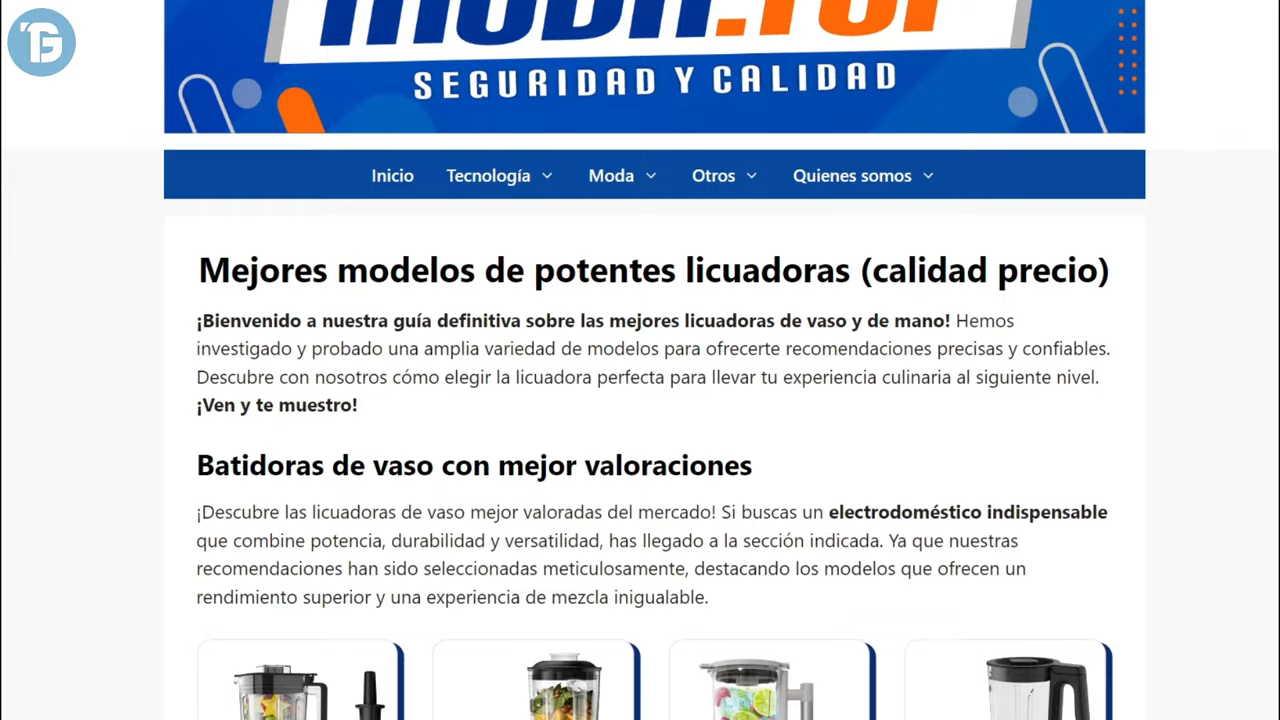 TG
SEGURIDAD Y CALIDAD
Inicio Tecnología Moda Otros Quienes somos
Mejores modelos de potentes licuadoras (calidad precio)
¡Bienvenido a nuestra guía definitiva sobre las mejores licuadoras de vaso y de mano! Hemos
investigado y probado una amplia variedad de modelos para ofrecerte recomendaciones precisas y confiables.
Descubre con nosotros cómo elegir la licuadora perfecta para llevar tu experiencia culinaria al siguiente nivel.
¡Ven y te muestro!
Batidoras de vaso con mejor valoraciones
¡Descubre las licuadoras de vaso mejor valoradas del mercado! Si buscas un electrodoméstico indispensable
que combine potencia, durabilidad y versatilidad, has llegado a la sección indicada. Ya que nuestras
recomendaciones han sido seleccionadas meticulosamente, destacando los modelos que ofrecen un
rendimiento superior y una experiencia de mezcla inigualable.